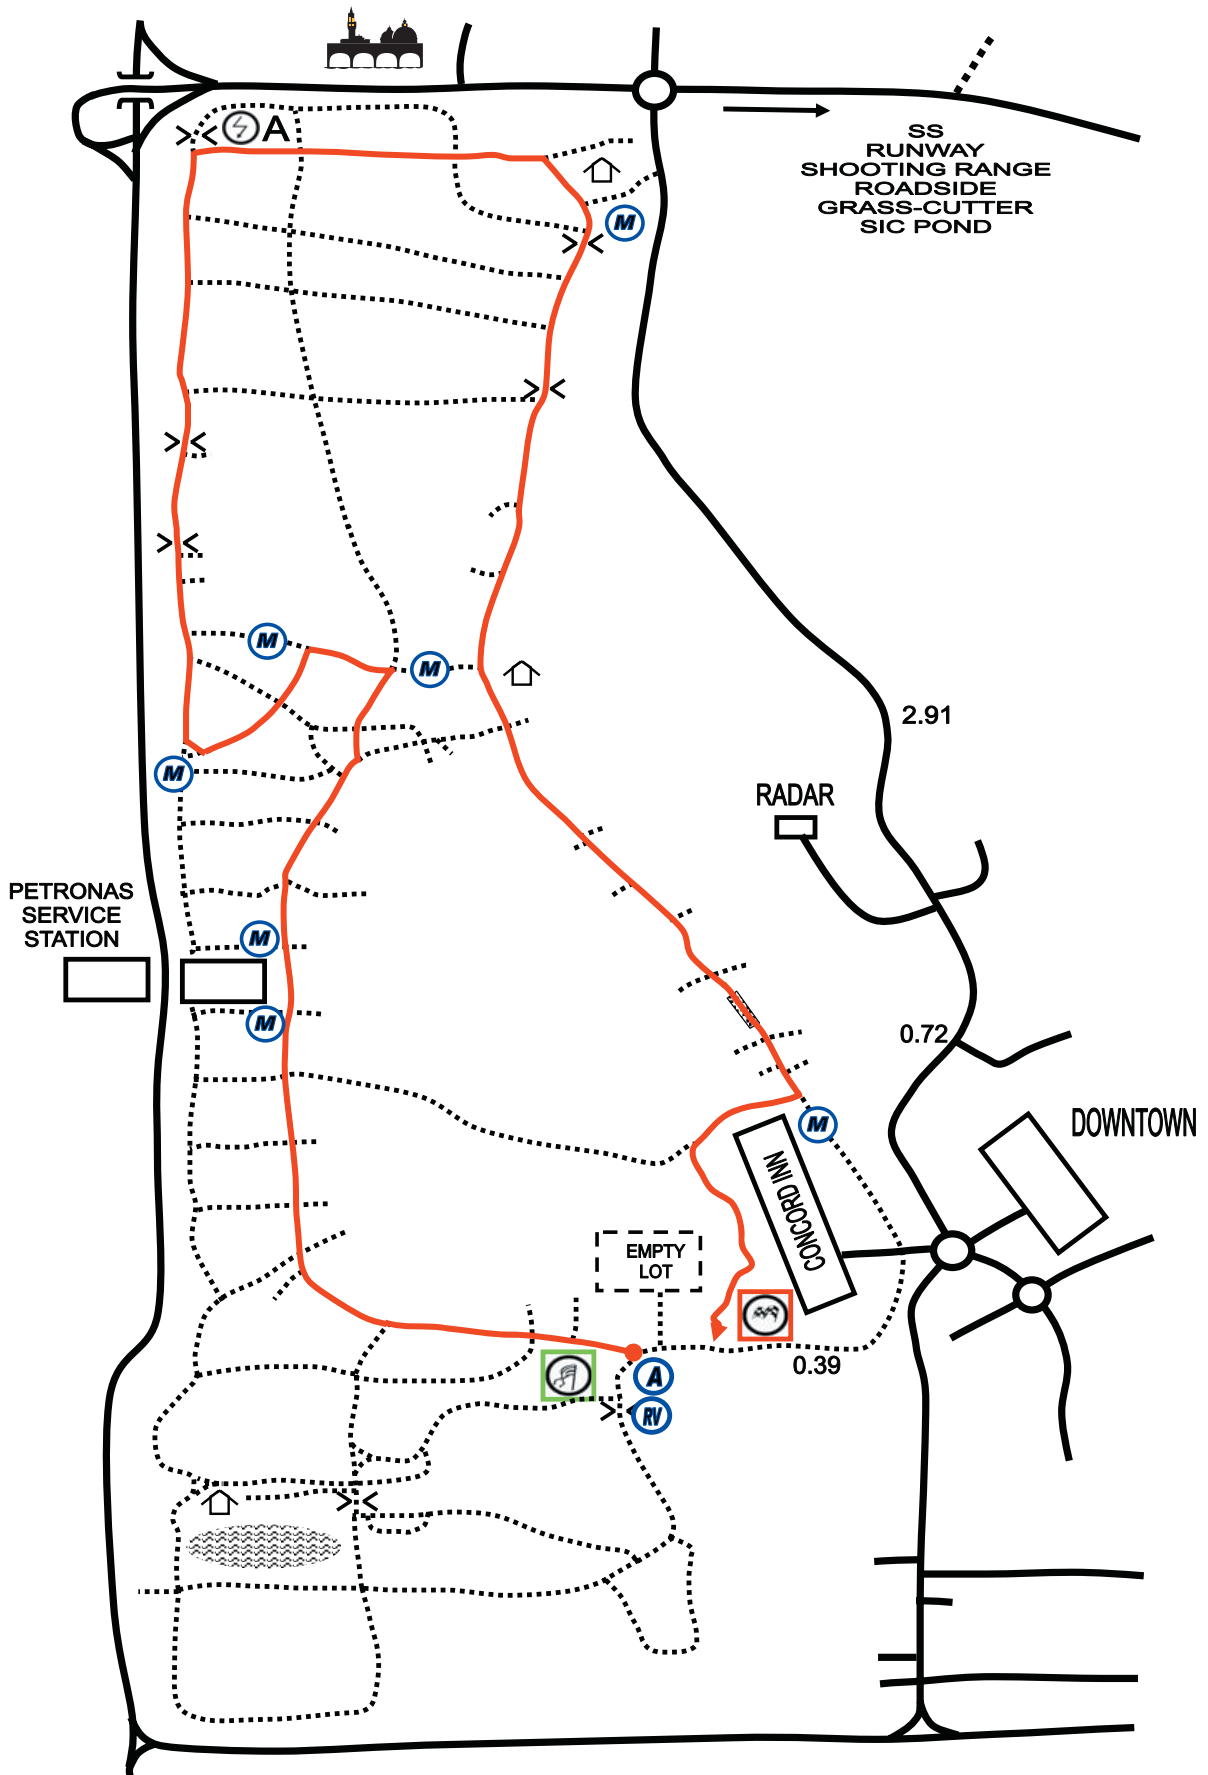 A
SS
RUNWAY
SHOOTING RANGE
ROADSIDE
GRASS-CUTTER
SIC POND
M
M
M
2.91
M
RADAR
PETRONAS
SERVICE
STATION
M
M
0.72
M
DOWNTOWN
CONCORD INN
EMPTY
LOT
0.39
A
RV